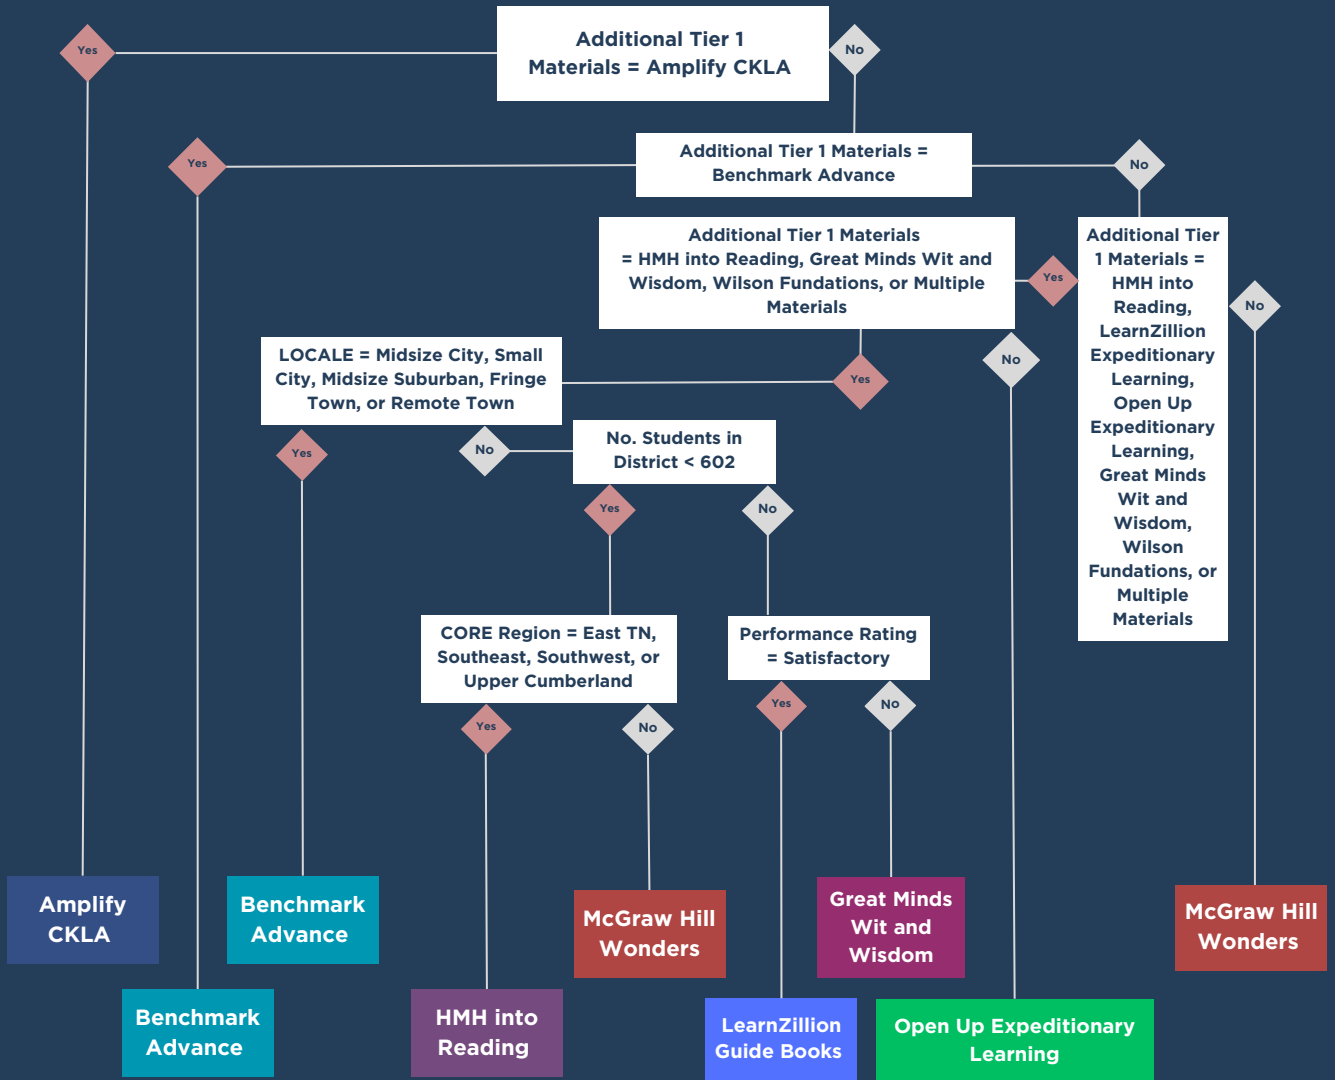 Additional Tier 1
Materials = Amplify CKLA
Yes
No
Additional Tier 1 Materials =
Benchmark Advance
Yes
No
Additional Tier 1 Materials
= HMH into Reading, Great Minds Wit and
Wisdom, Wilson Fundations, or Multiple
Materials
Yes
Additional Tier
1 Materials =
HMH into
Reading,
LearnZillion
Expeditionary
Learning,
Open Up
Expeditionary
Learning,
Great Minds
Wit and
Wisdom,
Wilson
Fundations, or
Multiple
Materials
No
LOCALE = Midsize City, Small
City, Midsize Suburban, Fringe
Town, or Remote Town
Yes
No
Yes
No
No. Students in
District < 602
Yes
No
CORE Region = East TN,
Southeast, Southwest, or
Upper Cumberland
Performance Rating
= Satisfactory
Yes
No
Yes
No
Amplify
CKLA
Benchmark
Advance
McGraw Hill
Wonders
Great Minds
Wit and
Wisdom
McGraw Hill
Wonders
Benchmark
Advance
HMH into
Reading
LearnZillion
Guide Books
Open Up Expeditionary
Learning